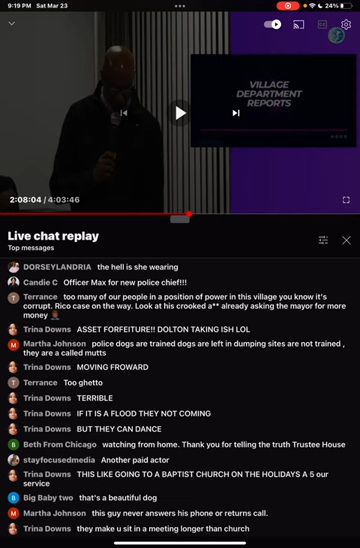 9:19 PM Sat Mar 23
24%
VILLAGE
DEPARTMENT
REPORTS
2:08:04 / 4:03:46
Live chat replay
Top messages
DORSEYLANDRIA the hell is she wearing
Candie C Officer Max for new police chief!!!
T Terrance too many of our people in a position of power in this village you know it's
corrupt. Rico case on the way. Look at his crooked a** already asking the mayor for more
money
Trina Downs ASSET FORFEITURE!! DOLTON TAKING ISH LOL
M Martha Johnson police dogs are trained dogs are left in dumping sites are not trained ,
they are a called mutts
Trina Downs MOVING FROWARD
T Terrance Too ghetto
Trina Downs TERRIBLE
Trina Downs IF IT IS A FLOOD THEY NOT COMING
Trina Downs BUT THEY CAN DANCE
B Beth From Chicago watching from home. Thank you for telling the truth Trustee House
stayfocusedmedia Another paid actor
Trina Downs THIS LIKE GOING TO A BAPTIST CHURCH ON THE HOLIDAYS A 5 our
service
B Big Baby two that's a beautiful dog
M Martha Johnson this guy never answers his phone or returns call.
Trina Downs they make u sit in a meeting longer than church